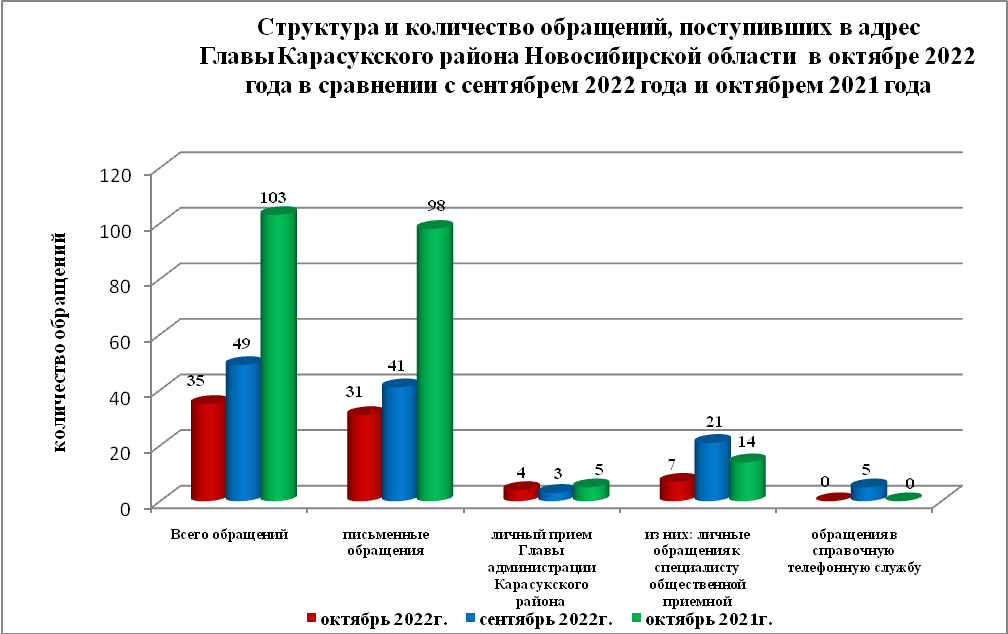 Структура и количество обращений, поступивших в адрес
Главы Карасукского района Новосибирской области в октябре 2022
года в сравнении с сентябрем 2022 года и октябрем 2021 года
количество обращений
120
100
80
60
40
20
0
35
49
103
31
41
98
4
3
5
7
21
14
0
5
0
Всего обращений
письменные
обращения
личный прием
Главы
администрации
Карасукского
района
из них: личные
обращения к
специалисту
общественной
приемной
обращения в
справочную
телефонную службу
октябрь 2022г.
сентябрь 2022г.
октябрь 2021г.